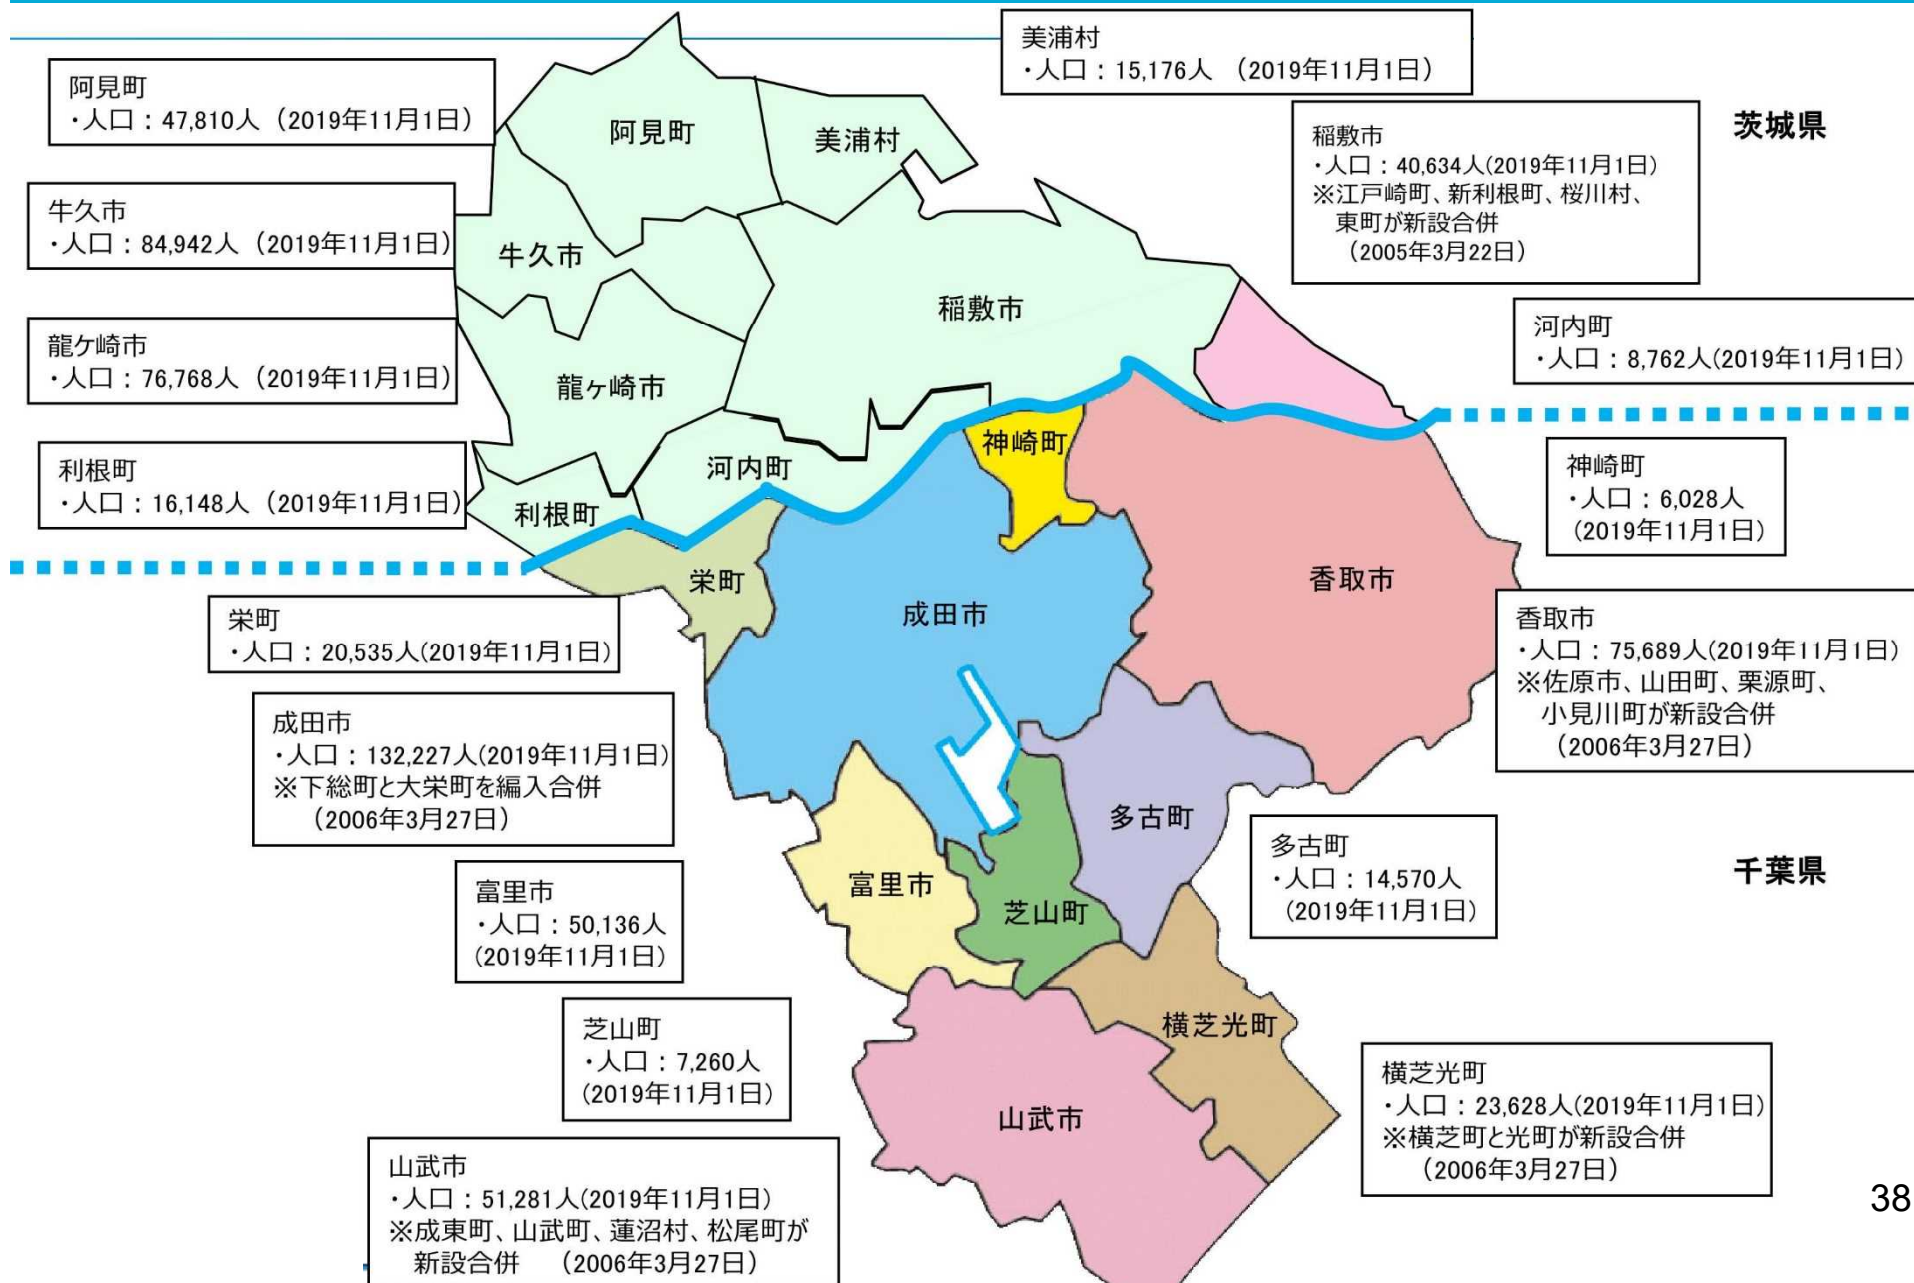 美浦村
・人口：15,176人 （2019年11月1日）
阿見町
・人口：47,810人（2019年11月1日）
稲敷市
・人口：40,634人(2019年11月1日)
※江戸崎町、新利根町、桜川村、
東町が新設合併
（2005年3月22日）
茨城県
牛久市
・人口：84,942人（2019年11月1日）
龍ケ崎市
・人口：76,768人（2019年11月1日）
河内町
・人口：8,762人(2019年11月1日)
利根町
・人口：16,148人（2019年11月1日）
神崎町
・人口：6,028人
(2019年11月1日)
阿見町
美浦村
牛久市
稲敷市
龍ヶ崎市
河内町
利根町
神崎町
栄町
成田市
香取市
多古町
富里市
芝山町
横芝光町
山武市
栄町
・人口：20,535人(2019年11月1日)
香取市
・人口：75,689人(2019年11月1日)
※佐原市、山田町、栗源町、
小見川町が新設合併
（2006年3月27日）
成田市
・人口：132,227人(2019年11月1日)
※下総町と大栄町を編入合併
（2006年3月27日）
多古町
・人口：14,570人
(2019年11月1日)
千葉県
富里市
・人口：50,136人
(2019年11月1日)
芝山町
・人口：7,260人
(2019年11月1日)
横芝光町
・人口：23,628人(2019年11月1日)
※横芝町と光町が新設合併
（2006年3月27日）
山武市
・人口：51,281人(2019年11月1日)
※成東町、山武町、蓮沼村、松尾町が
新設合併 （2006年3月27日）
38